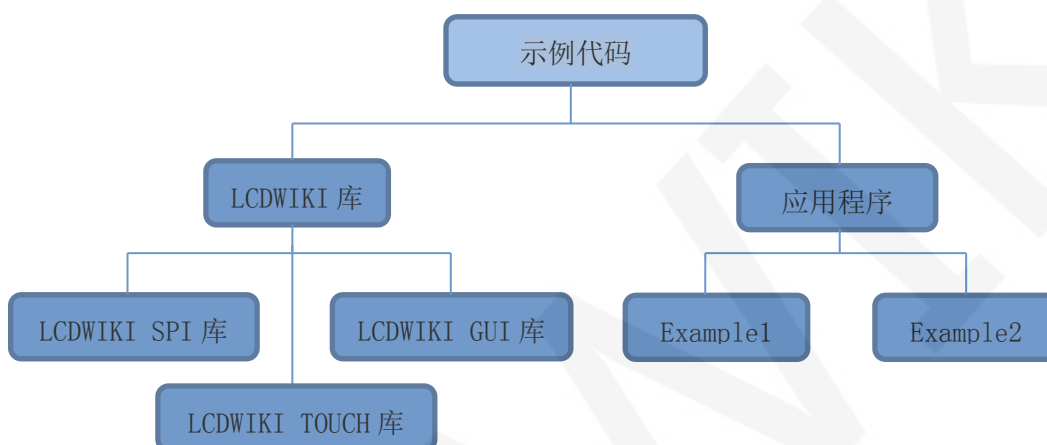 示例代码
LCDWIKI 库
应用程序
LCDWIKI SPI 库
LCDWIKI GUI 库
Example1
Example2
LCDWIKI TOUCH 库